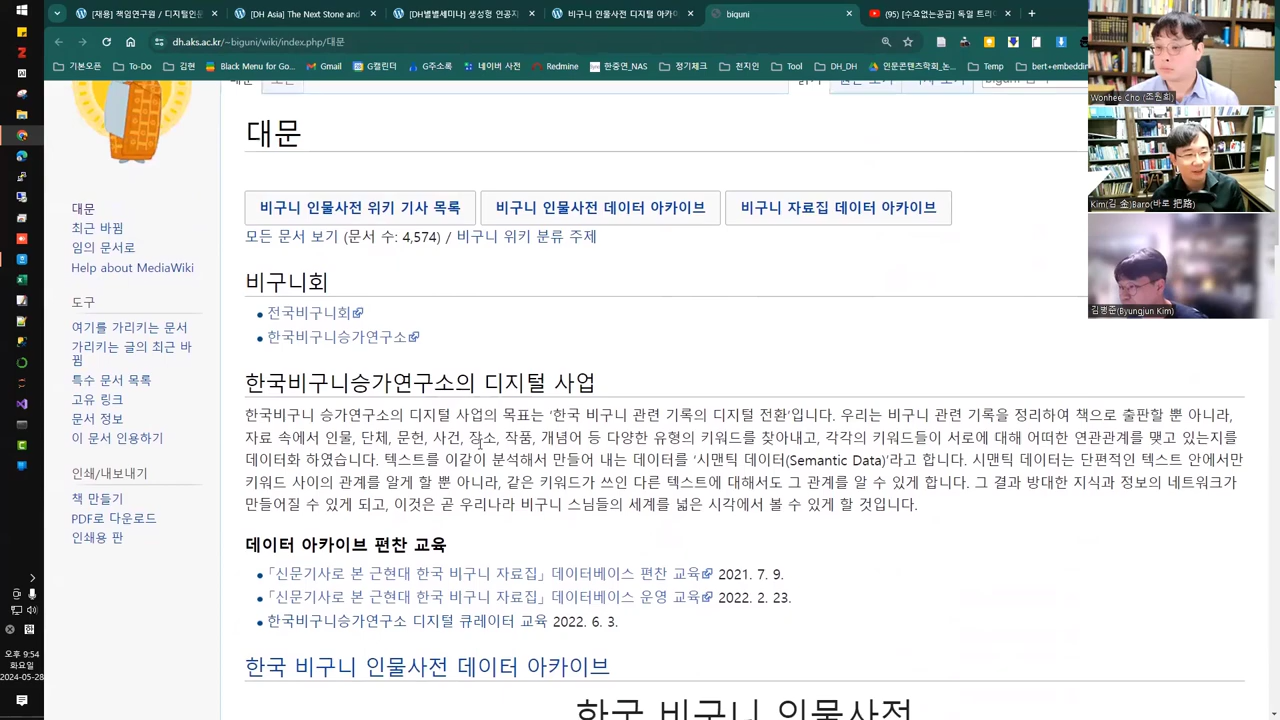 [채용] 책임연구원 / 디지털인문
[DH Asia] The Next Stone and
[DH별별세미나] 생성형 인공지
비구니 인물사전 디지털 아카
biguni
(95) [수요없는공급] 독일 트리
dh.aks.ac.kr/~biguni/wiki/index.php/대문
기본오픈 To-Do 김현 Black Menu for Go... Gmail G캘린더 G주소 네이버 사전 Redmine 한중연_NAS 정기체크 천지인 Tool DH_DH 인문콘텐츠학회_논... Temp bert+embedding
Wonhee Cho (조원희)
Kim(김 金)Baro(바로 把路)
김병준(Byungjun Kim)
대문
비구니 인물사전 위키 기사 목록
비구니 인물사전 데이터 아카이브
비구니 자료집 데이터 아카이브
모든 문서 보기 (문서 수: 4,574) / 비구니 위키 분류 주제
비구니회
전국비구니회
한국비구니승가연구소
한국비구니승가연구소의 디지털 사업
한국비구니 승가연구소의 디지털 사업의 목표는 '한국 비구니 관련 기록의 디지털 전환'입니다. 우리는 비구니 관련 기록을 정리하여 책으로 출판할 뿐 아니라,
자료 속에서 인물, 단체, 문헌, 사건, 장소, 작품, 개념어 등 다양한 유형의 키워드를 찾아내고, 각각의 키워드들이 서로에 대해 어떠한 연관관계를 맺고 있는지를
데이터화 하였습니다. 텍스트를 이같이 분석해서 만들어 내는 데이터를 '시맨틱 데이터(Semantic Data)'라고 합니다. 시맨틱 데이터는 단편적인 텍스트 안에서만
키워드 사이의 관계를 알게 할 뿐 아니라, 같은 키워드가 쓰인 다른 텍스트에 대해서도 그 관계를 알 수 있게 합니다. 그 결과 방대한 지식과 정보의 네트워크가
만들어질 수 있게 되고, 이것은 곧 우리나라 비구니 스님들의 세계를 넓은 시각에서 볼 수 있게 할 것입니다.
데이터 아카이브 편찬 교육
「신문기사로 본 근현대 한국 비구니 자료집」 데이터베이스 편찬 교육 2021. 7. 9.
「신문기사로 본 근현대 한국 비구니 자료집」 데이터베이스 운영 교육 2022. 2. 23.
한국비구니승가연구소 디지털 큐레이터 교육 2022. 6. 3.
한국 비구니 인물사전 데이터 아카이브
한국 비구니 인물사전
대문
최근 바뀜
임의 문서로
Help about MediaWiki
도구
여기를 가리키는 문서
가리키는 글의 최근 바
뀜
특수 문서 목록
고유 링크
문서 정보
이 문서 인용하기
인쇄/내보내기
책 만들기
PDF로 다운로드
인쇄용 판
오후 9:54
화요일
2024-05-28